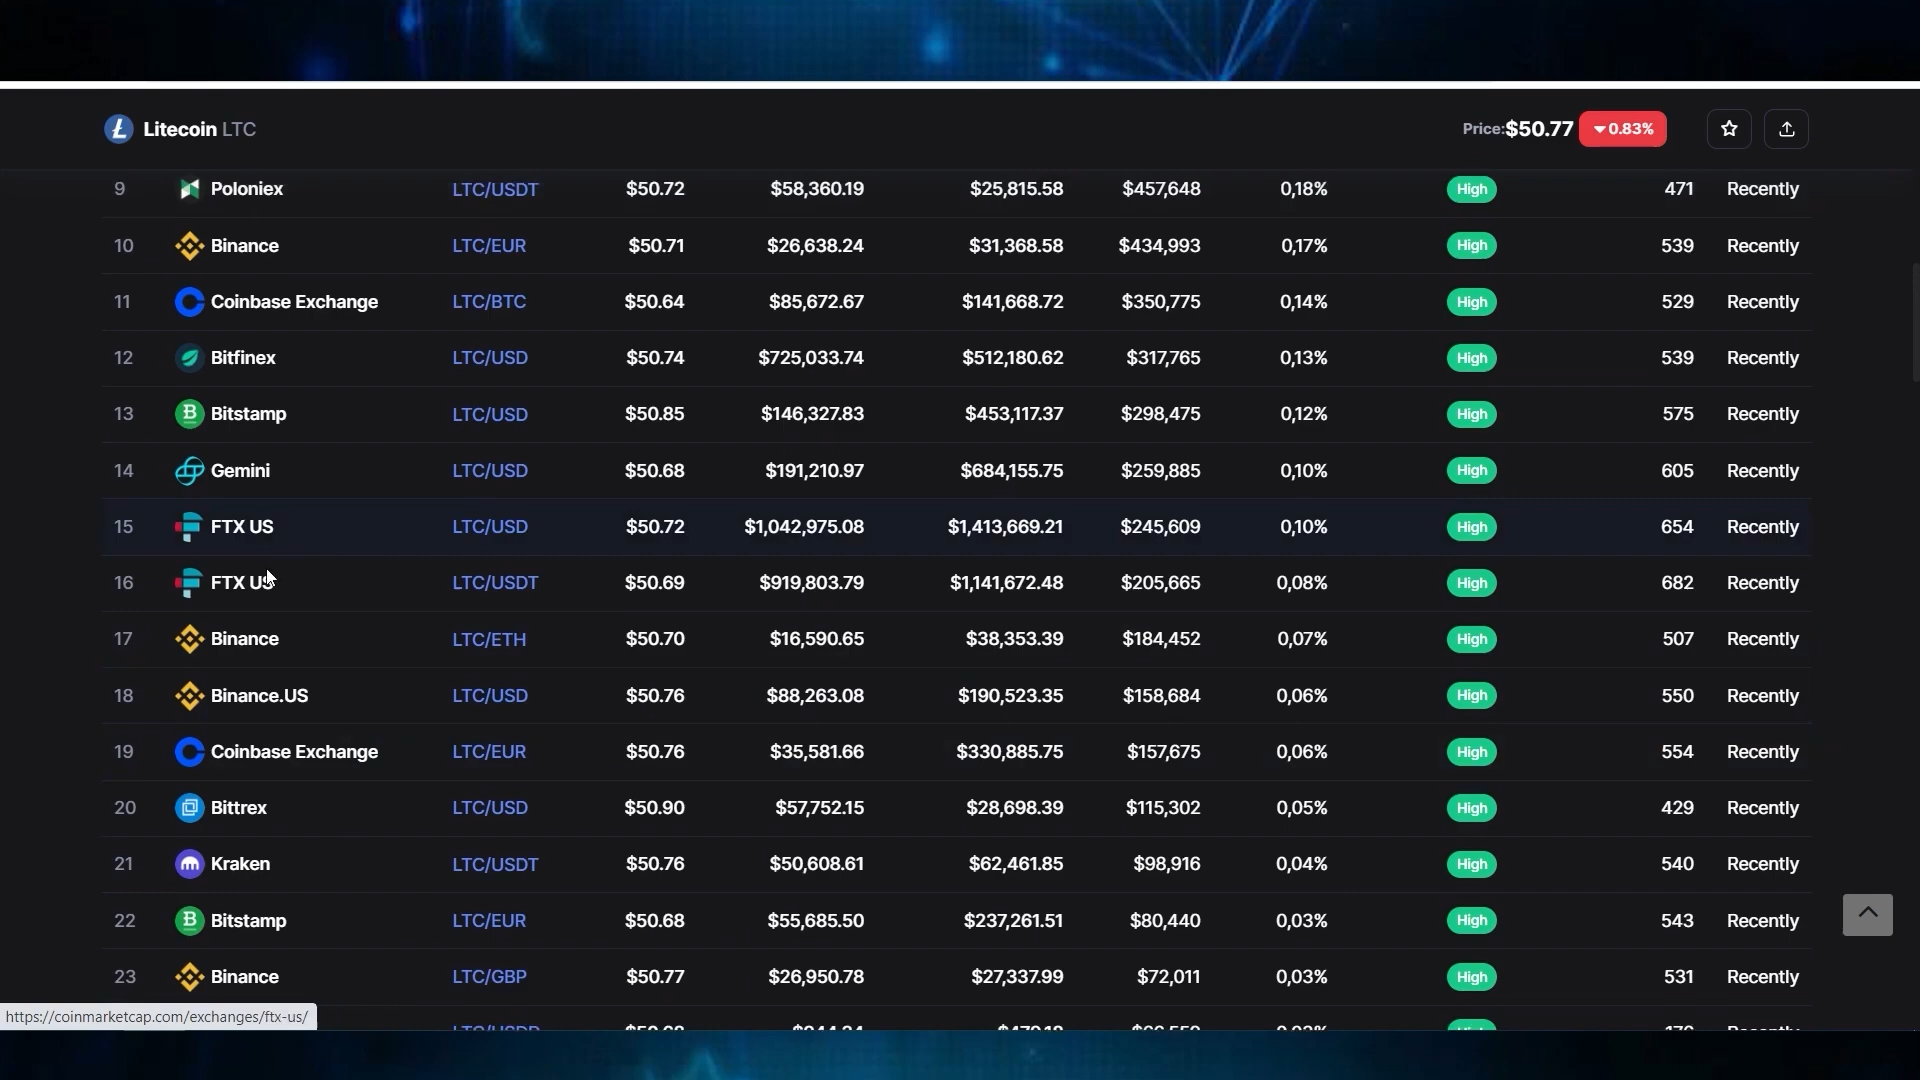 Litecoin LTC Price:$50.77 0.83%
9 Poloniex LTC/USDT $50.72 $58,360.19 $25,815.58 $457,648 0,18% High 471 Recently
10 Binance LTC/EUR $50.71 $26,638.24 $31,368.58 $434,993 0,17% High 539 Recently
11 Coinbase Exchange LTC/BTC $50.64 $85,672.67 $141,668.72 $350,775 0,14% High 529 Recently
12 Bitfinex LTC/USD $50.74 $725,033.74 $512,180.62 $317,765 0,13% High 539 Recently
13 Bitstamp LTC/USD $50.85 $146,327.83 $453,117.37 $298,475 0,12% High 575 Recently
14 Gemini LTC/USD $50.68 $191,210.97 $684,155.75 $259,885 0,10% High 605 Recently
15 FTX US LTC/USD $50.72 $1,042,975.08 $1,413,669.21 $245,609 0,10% High 654 Recently
16 FTX US LTC/USDT $50.69 $919,803.79 $1,141,672.48 $205,665 0,08% High 682 Recently
17 Binance LTC/ETH $50.70 $16,590.65 $38,353.39 $184,452 0,07% High 507 Recently
18 Binance.US LTC/USD $50.76 $88,263.08 $190,523.35 $158,684 0,06% High 550 Recently
19 Coinbase Exchange LTC/EUR $50.76 $35,581.66 $330,885.75 $157,675 0,06% High 554 Recently
20 Bittrex LTC/USD $50.90 $57,752.15 $28,698.39 $115,302 0,05% High 429 Recently
21 Kraken LTC/USDT $50.76 $50,608.61 $62,461.85 $98,916 0,04% High 540 Recently
22 Bitstamp LTC/EUR $50.68 $55,685.50 $237,261.51 $80,440 0,03% High 543 Recently
23 Binance LTC/GBP $50.77 $26,950.78 $27,337.99 $72,011 0,03% High 531 Recently
https://coinmarketcap.com/exchanges/ftx-us/